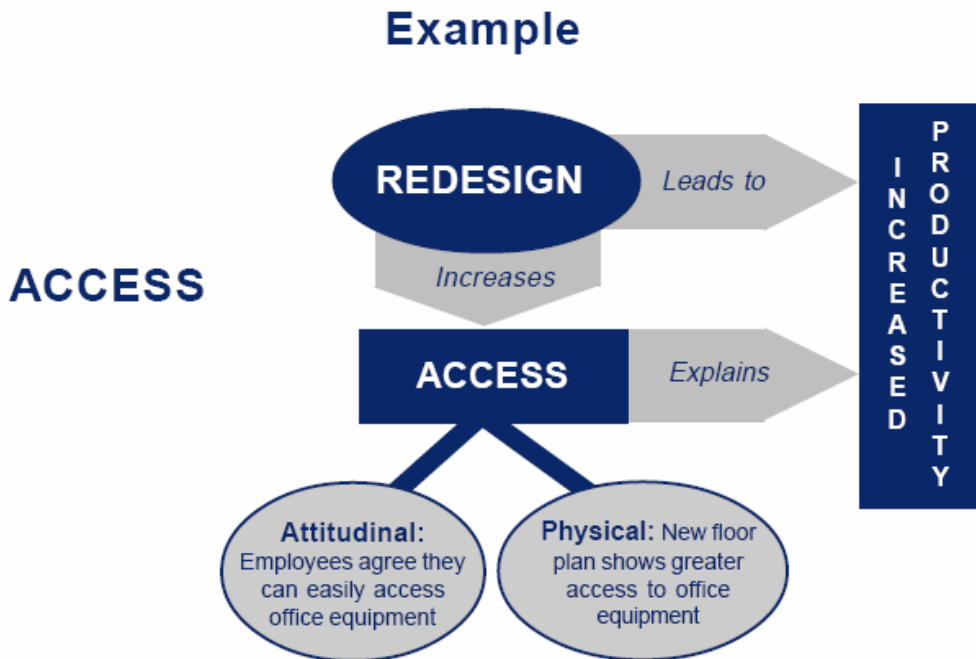 Example
REDESIGN
Leads to
Increases
ACCESS
ACCESS
Explains
INCREASED
PRODUCTIVITY
Attitudinal:
Employees agree they
can easily access
office equipment
Physical: New floor
plan shows greater
access to office
equipment